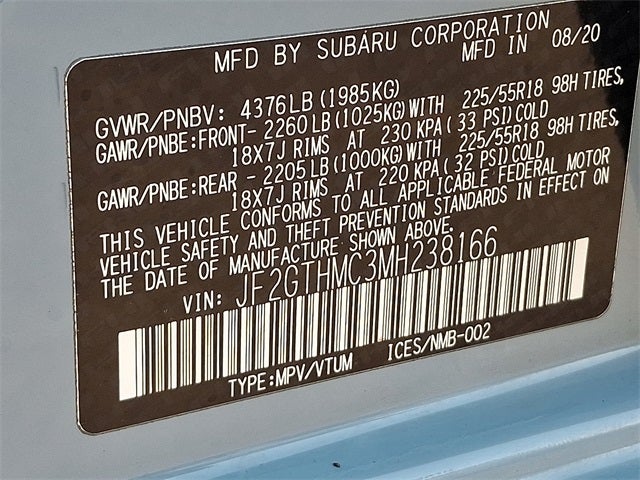 MFD BY SUBARU CORPORATION
MFD IN 08/20
GVWR/PNBV: 4376LB(1985KG)
GAWR/PNBE:FRONT- 2260LB(1025KG)WITH 225/55R18 98H TIRES,
18X7J RIMS AT 230 KPA(33 PSI)COLD
GAWR/PNBE:REAR - 2205LB(1000KG)WITH 225/55R18 98H TIRES,
18X7J RIMS AT 220 KPA(32 PSI)COLD
THIS VEHICLE CONFORMS TO ALL APPLICABLE FEDERAL MOTOR
VEHICLE SAFETY AND THEFT PREVENTION STANDARDS IN EFFECT ON
THE DATE OF MANUFACTURE SHOWN ABOVE.
VIN: JF2GTHMC3MH238166
TYPE:MPV/VTUM ICES/NMB-002